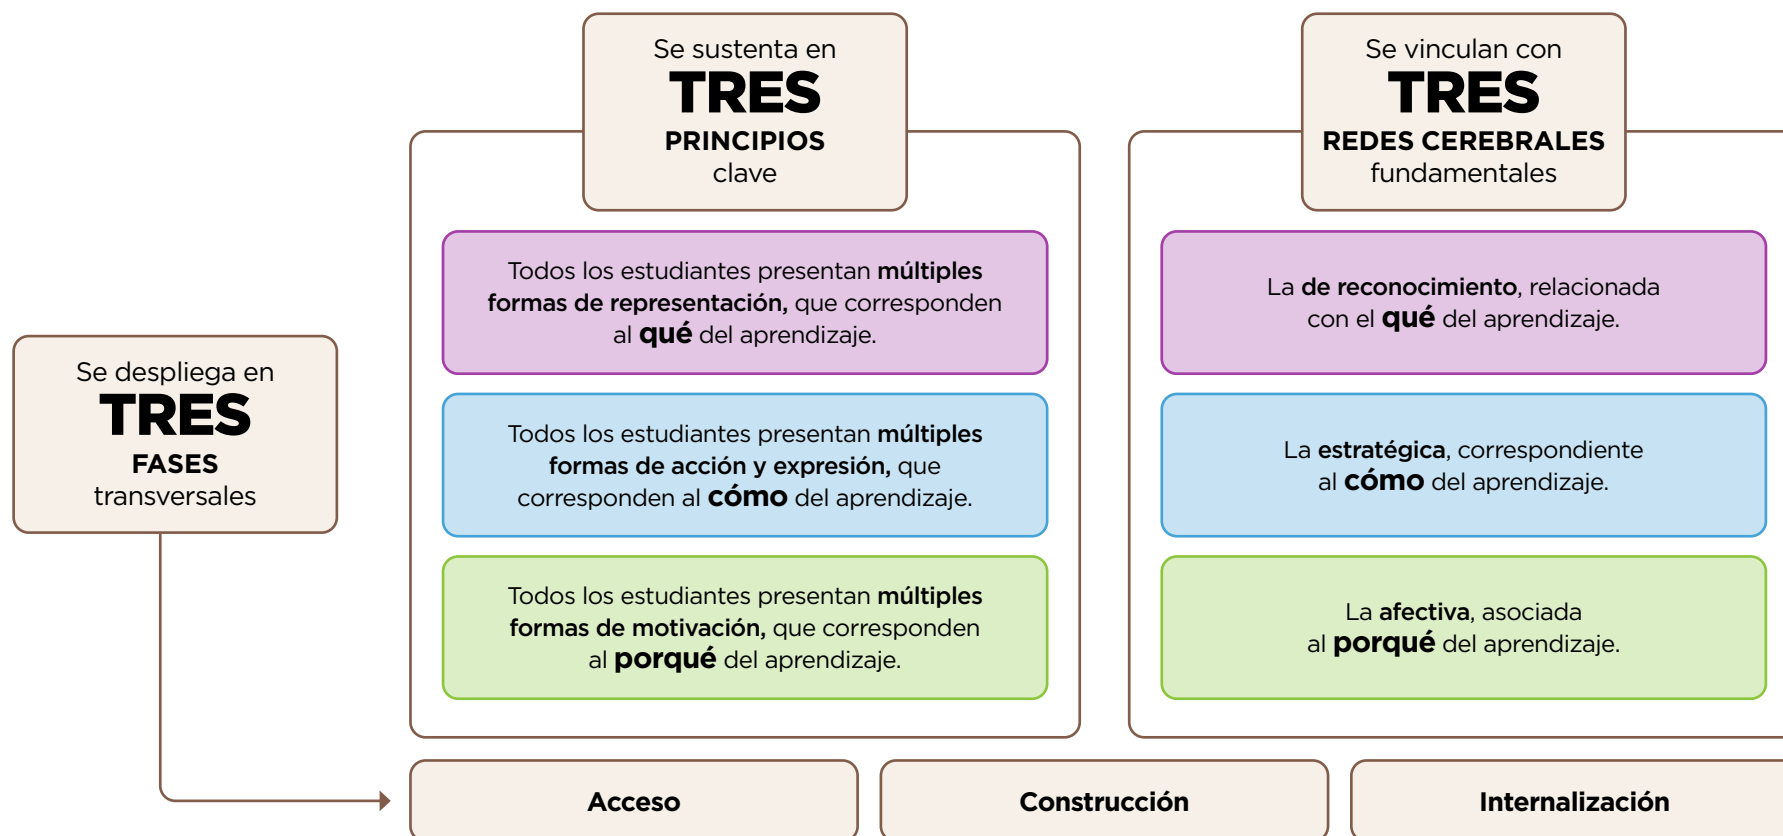 Se sustenta en
TRES
PRINCIPIOS
clave
Todos los estudiantes presentan múltiples
formas de representación, que corresponden
al qué del aprendizaje.
Todos los estudiantes presentan múltiples
formas de acción y expresión, que
corresponden al cómo del aprendizaje.
Todos los estudiantes presentan múltiples
formas de motivación, que corresponden
al porqué del aprendizaje.
Se vinculan con
TRES
REDES CEREBRALES
fundamentales
La de reconocimiento, relacionada
con el qué del aprendizaje.
La estratégica, correspondiente
al cómo del aprendizaje.
La afectiva, asociada
al porqué del aprendizaje.
Se despliega en
TRES
FASES
transversales
Acceso
Construcción
Internalización